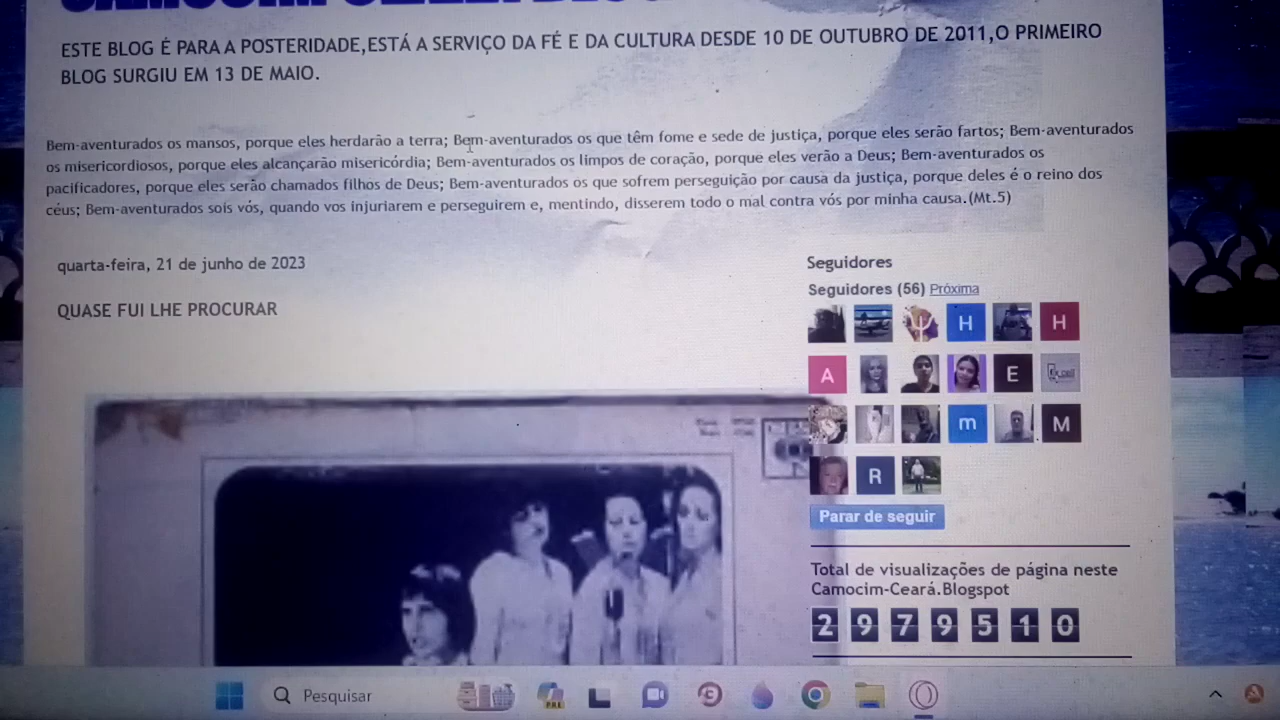 ESTE BLOG É PARA A POSTERIDADE,ESTÁ A SERVIÇO DA FÉ E DA CULTURA DESDE 10 DE OUTUBRO DE 2011,O PRIMEIRO
BLOG SURGIU EM 13 DE MAIO.
Bem-aventurados os mansos, porque eles herdarão a terra; Bem-aventurados os que têm fome e sede de justiça, porque eles serão fartos; Bem-aventurados
os misericordiosos, porque eles alcançarão misericórdia; Bem-aventurados os limpos de coração, porque eles verão a Deus; Bem-aventurados os
pacificadores, porque eles serão chamados filhos de Deus; Bem-aventurados os que sofrem perseguição por causa da justiça, porque deles é o reino dos
céus; Bem-aventurados sois vós, quando vos injuriarem e perseguirem e, mentindo, disserem todo o mal contra vós por minha causa.(Mt.5)
quarta-feira, 21 de junho de 2023
QUASE FUI LHE PROCURAR
Seguidores
Seguidores (56) Próxima
H H
A E
m M
R
Parar de seguir
Total de visualizações de página neste
Camocim-Ceará.Blogspot
2979510
Pesquisar